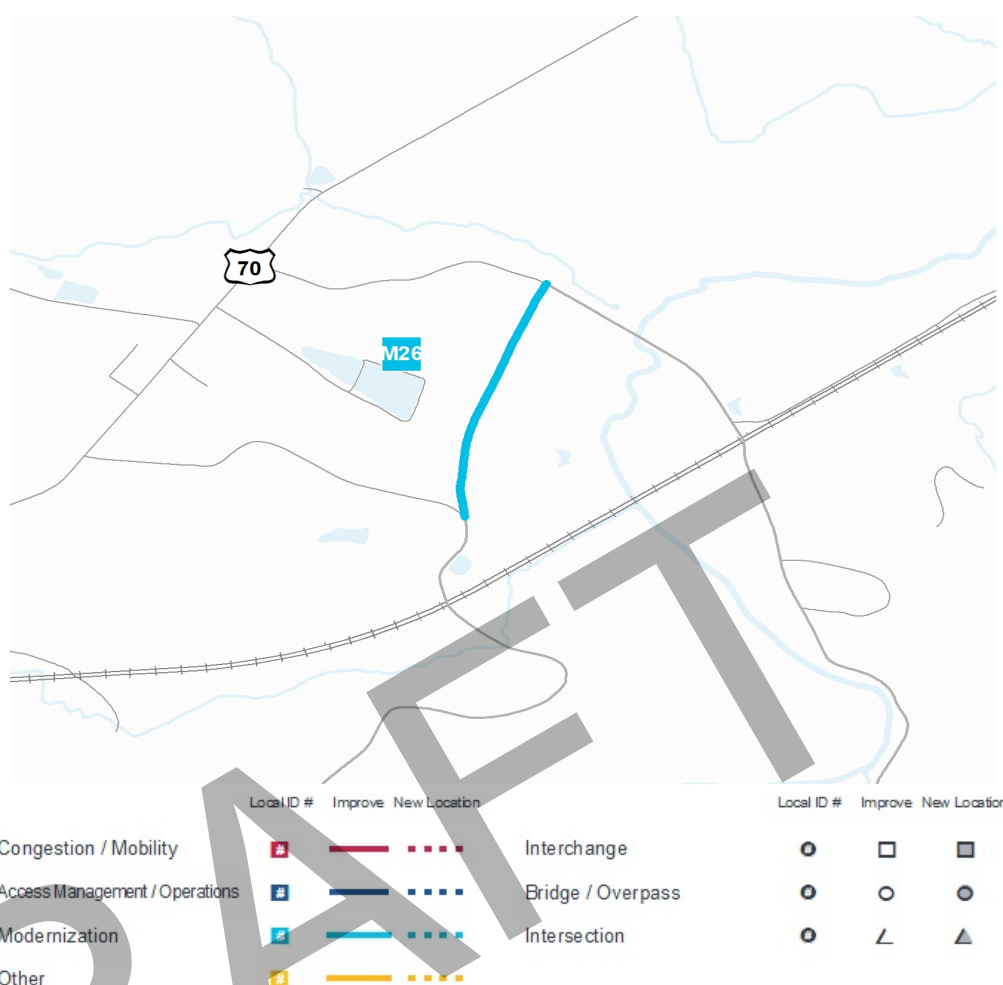 70
M26
Local ID # Improve New Location Local ID # Improve New Location
Congestion / Mobility # Interchange #
Access Management / Operations # Bridge / Overpass #
Modernization # Intersection #
Other #
DRAFT